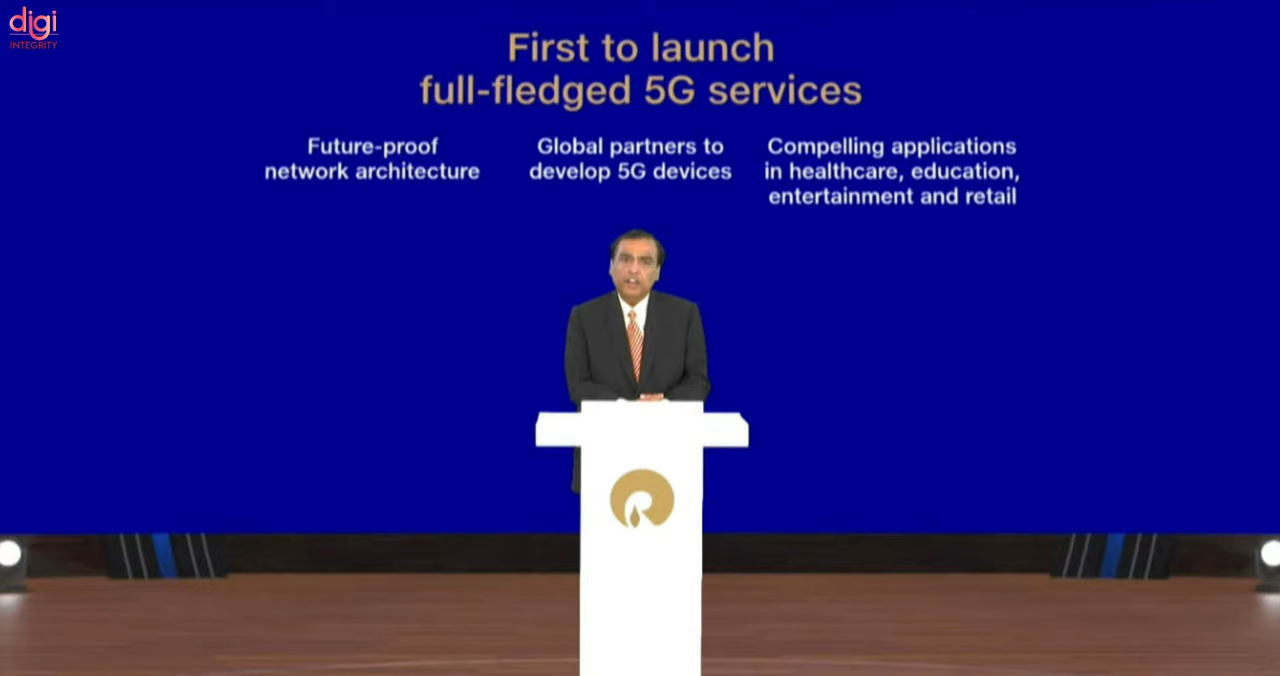 digi
INTEGRITY
First to launch
full-fledged 5G services
Future-proof
network architecture
Global partners to
develop 5G devices
Compelling applications
in healthcare, education,
entertainment and retail